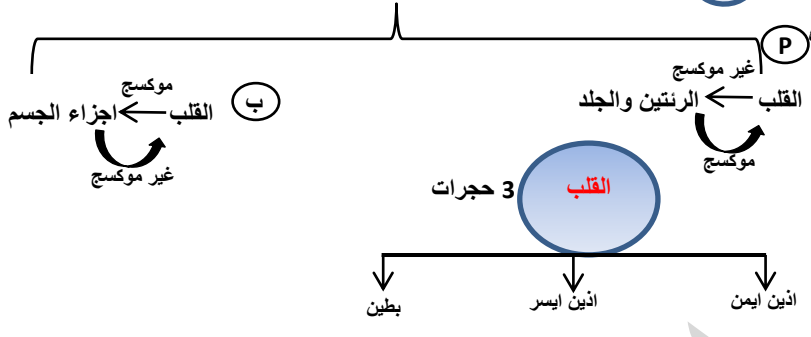 P
غير موكسج
القلب ← الرئتين والجلد
موكسج
ب
موكسج
القلب ← اجزاء الجسم
غير موكسج
القلب
3 حجرات
اذين ايمن
اذين ايسر
بطين